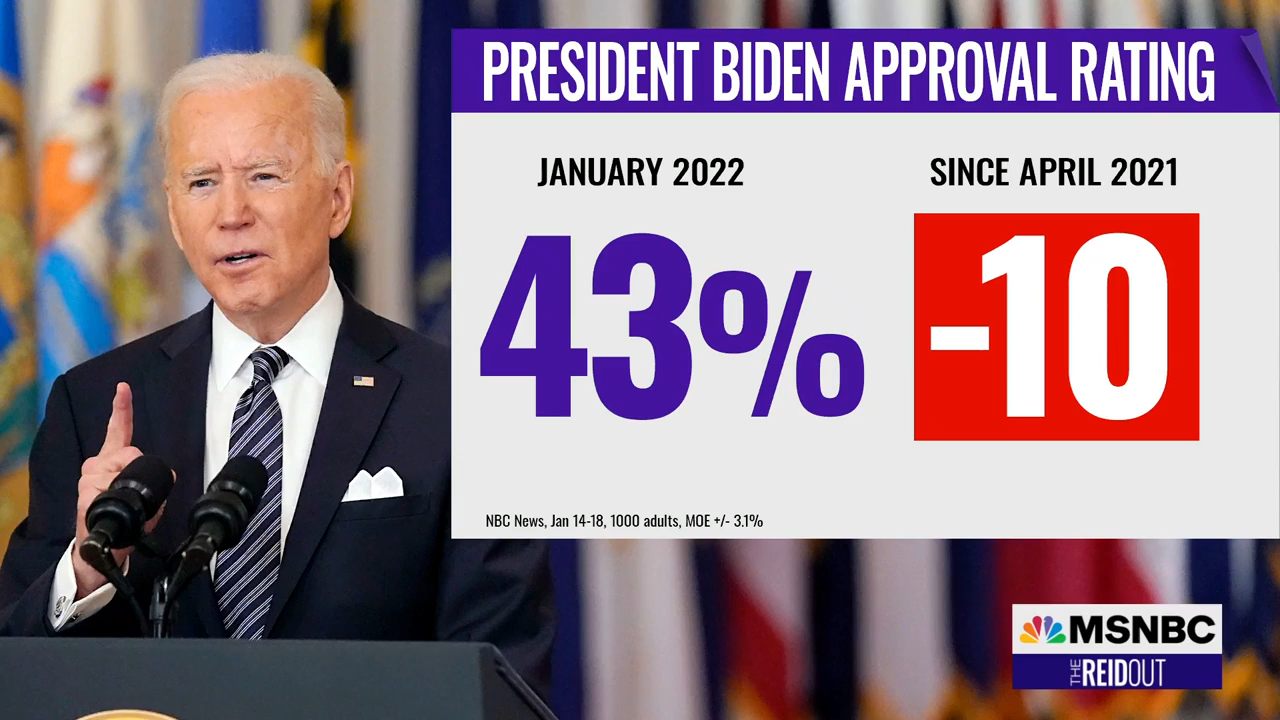 PRESIDENT BIDEN APPROVAL RATING
JANUARY 2022
SINCE APRIL 2021
43%
-10
NBC News, Jan 14-18, 1000 adults, MOE +/- 3.1%
MSNBC
THE REIDOUT